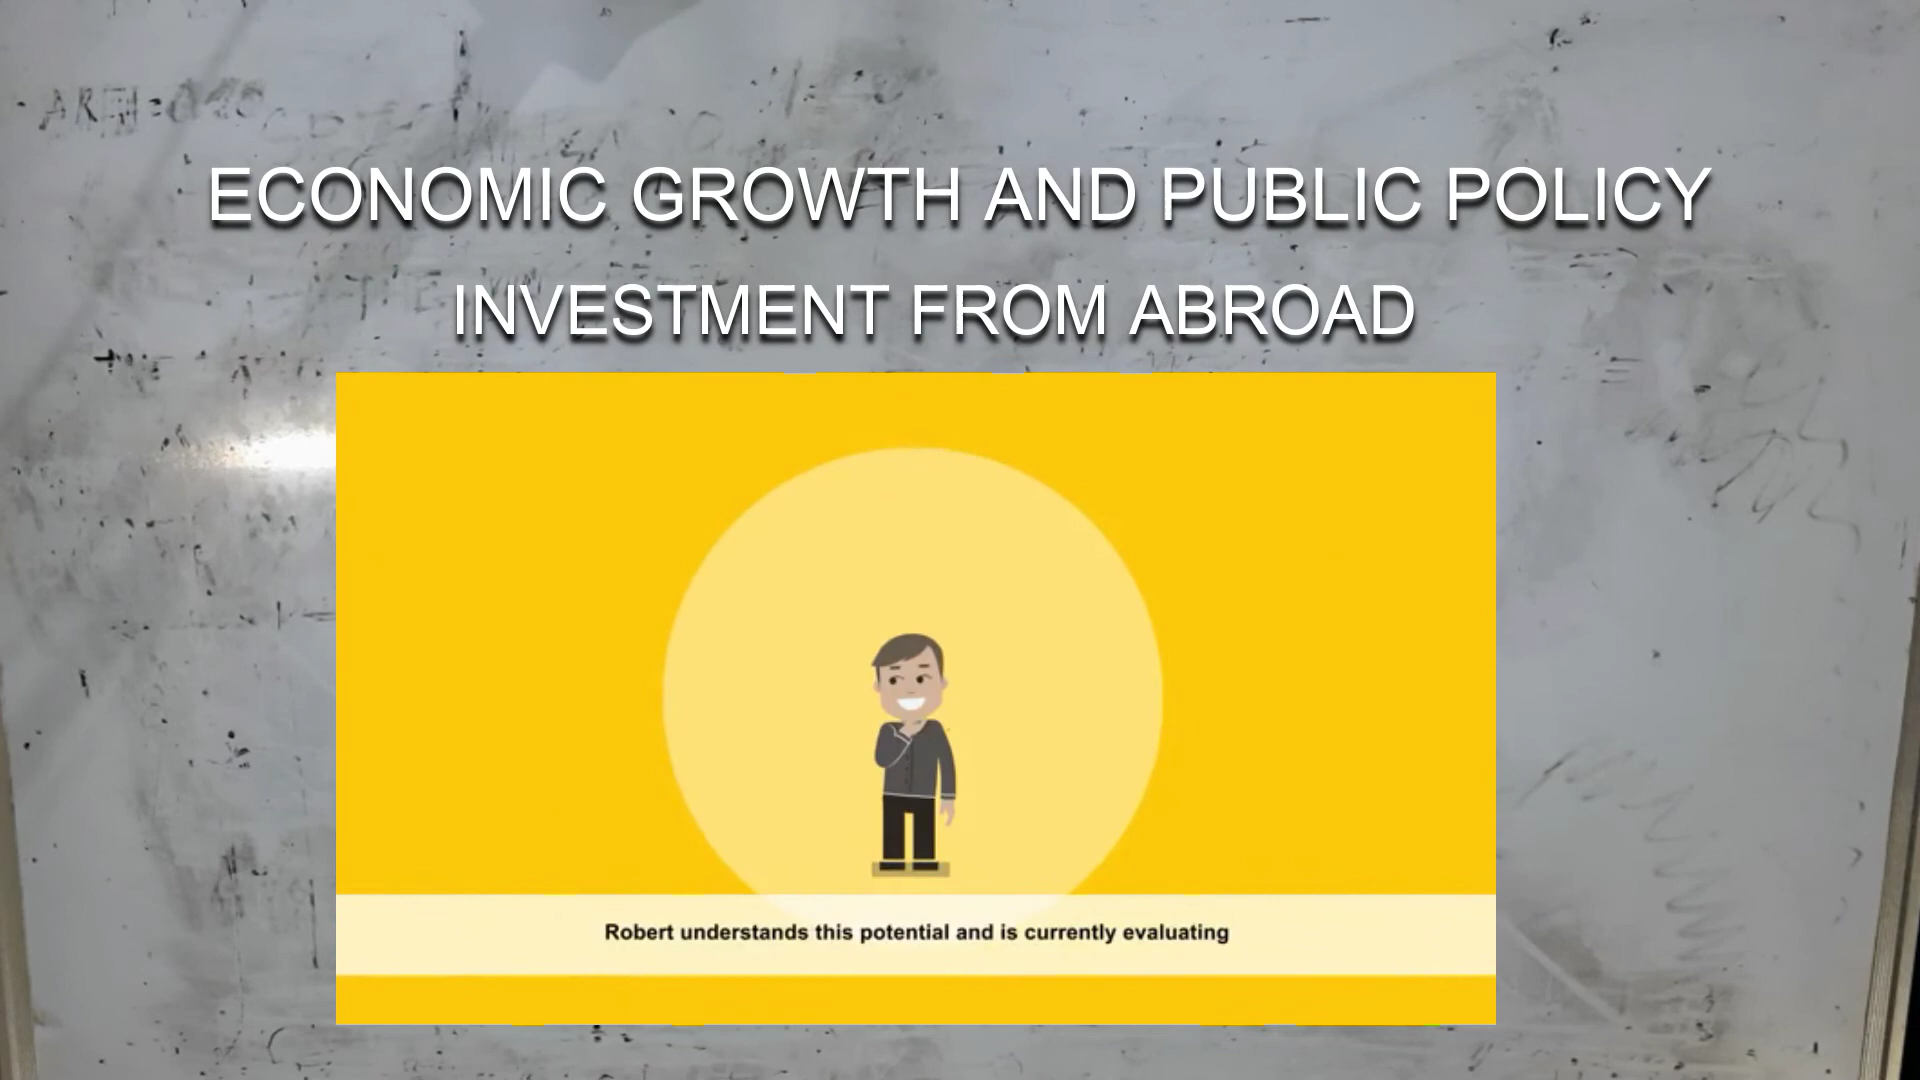 ECONOMIC GROWTH AND PUBLIC POLICY
INVESTMENT FROM ABROAD
Robert understands this potential and is currently evaluating